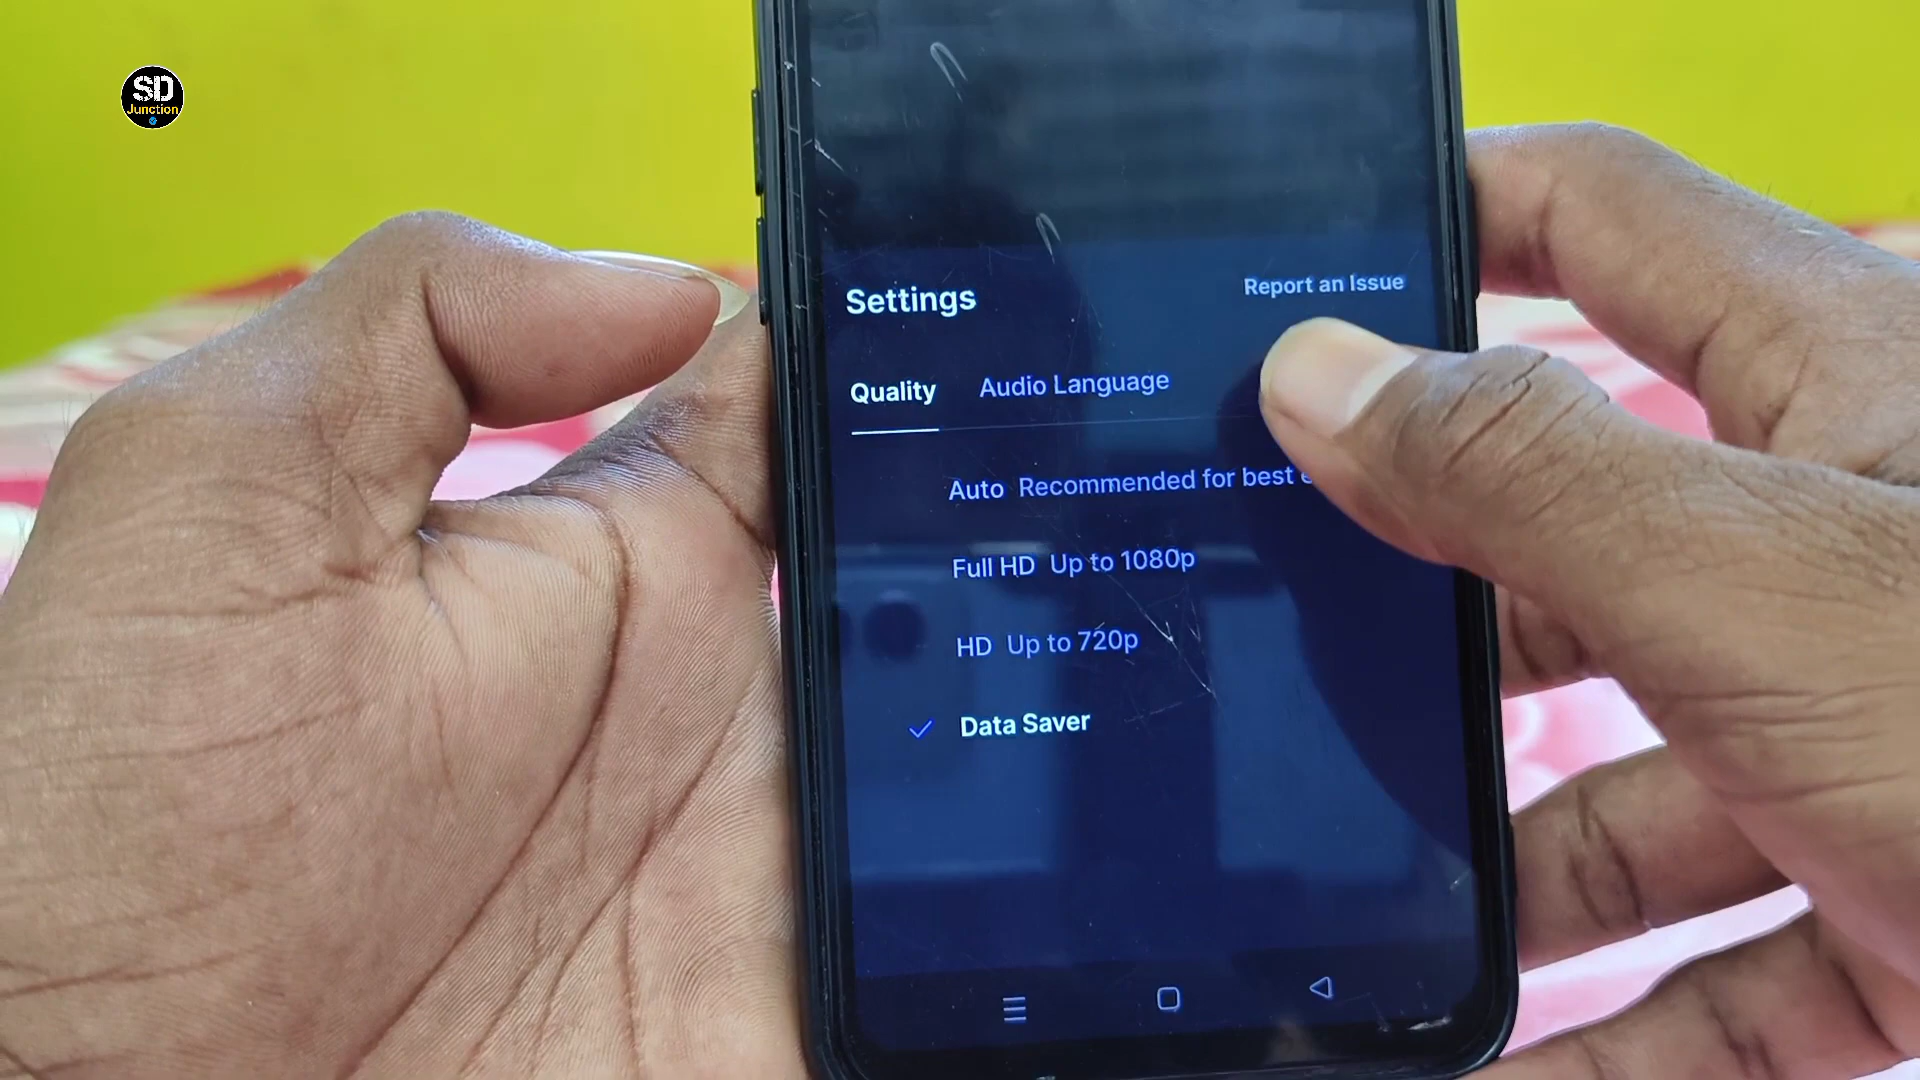 SD
Junction
Settings
Report an Issue
Quality
Audio Language
Auto Recommended for best
Full HD Up to 1080p
HD Up to 720p
Data Saver